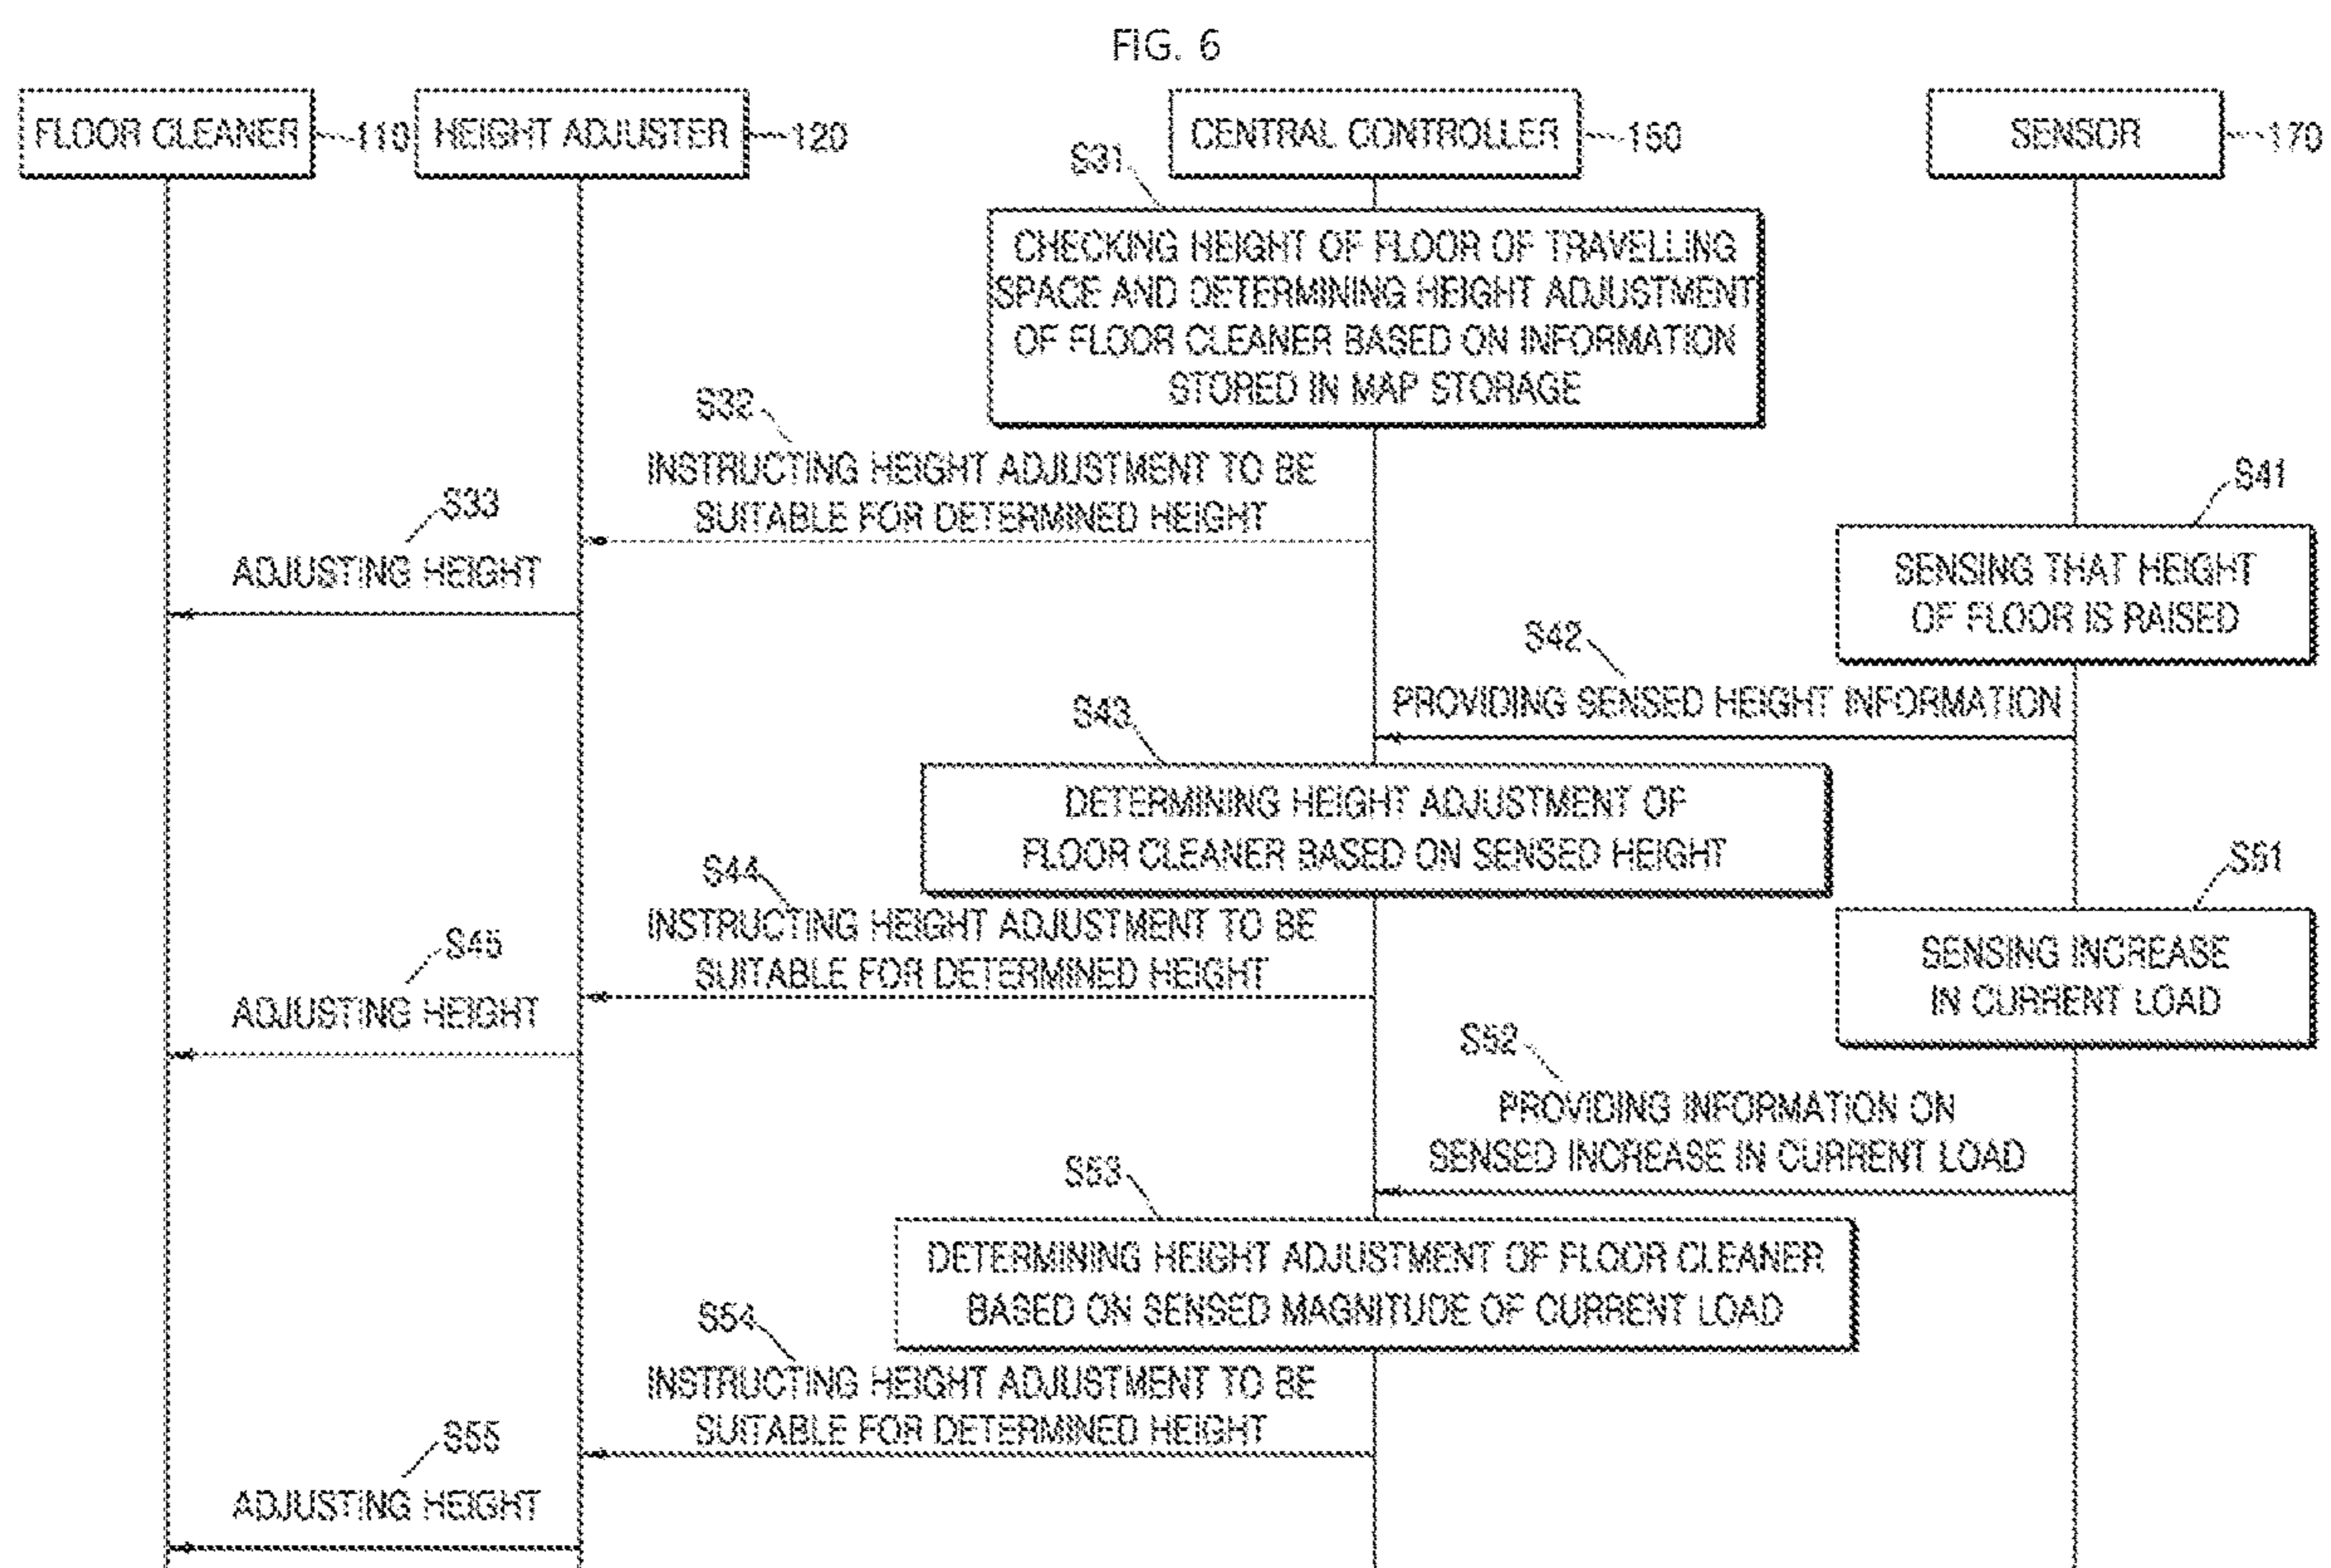 FIG. 6
FLOOR CLEANER
110
HEIGHT ADJUSTER
120
CENTRAL CONTROLLER
150
SENSOR
170
S31
CHECKING HEIGHT OF FLOOR OF TRAVELLING
SPACE AND DETERMINING HEIGHT ADJUSTMENT
OF FLOOR CLEANER BASED ON INFORMATION
STORED IN MAP STORAGE
S32
INSTRUCTING HEIGHT ADJUSTMENT TO BE
SUITABLE FOR DETERMINED HEIGHT
S33
ADJUSTING HEIGHT
S41
SENSING THAT HEIGHT
OF FLOOR IS RAISED
S42
PROVIDING SENSED HEIGHT INFORMATION
S43
DETERMINING HEIGHT ADJUSTMENT OF
FLOOR CLEANER BASED ON SENSED HEIGHT
S44
INSTRUCTING HEIGHT ADJUSTMENT TO BE
SUITABLE FOR DETERMINED HEIGHT
S45
ADJUSTING HEIGHT
S51
SENSING INCREASE
IN CURRENT LOAD
S52
PROVIDING INFORMATION ON
SENSED INCREASE IN CURRENT LOAD
S53
DETERMINING HEIGHT ADJUSTMENT OF FLOOR CLEANER
BASED ON SENSED MAGNITUDE OF CURRENT LOAD
S54
INSTRUCTING HEIGHT ADJUSTMENT TO BE
SUITABLE FOR DETERMINED HEIGHT
S55
ADJUSTING HEIGHT